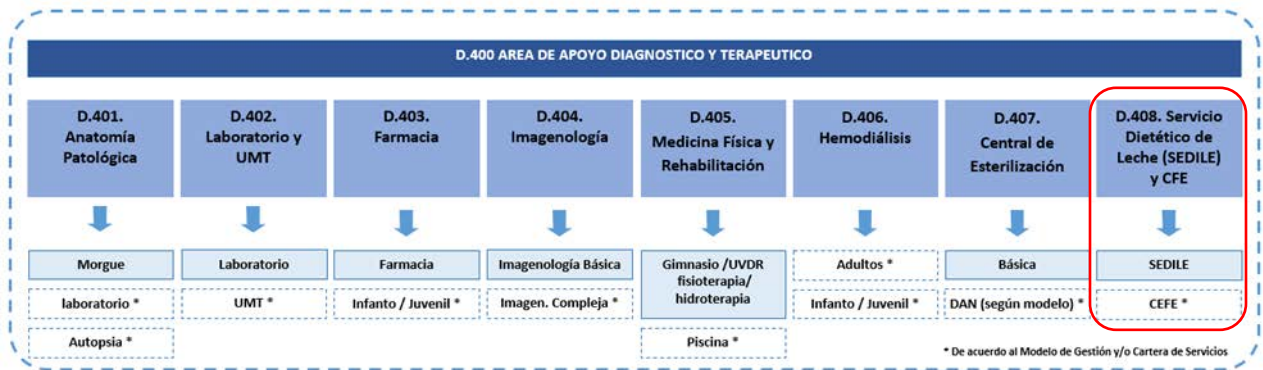 D.400 AREA DE APOYO DIAGNOSTICO Y TERAPEUTICO
D.401.
Anatomía
Patológica
D.402.
Laboratorio y
UMT
D.403.
Farmacia
D.404.
Imagenología
D.405.
Medicina Física y
Rehabilitación
D.406.
Hemodiálisis
D.407.
Central de
Esterilización
D.408. Servicio
Dietético de
Leche (SEDILE)
y CFE
Morgue
laboratorio *
Autopsia *
Laboratorio
UMT *
Farmacia
Infanto / Juvenil *
Imagenología Básica
Imagen. Compleja *
Gimnasio /UVDR
fisioterapia/
hidroterapia
Piscina *
Adultos *
Infanto / Juvenil *
Básica
DAN (según modelo) *
SEDILE
CEFE *
* De acuerdo al Modelo de Gestión y/o Cartera de Servicios